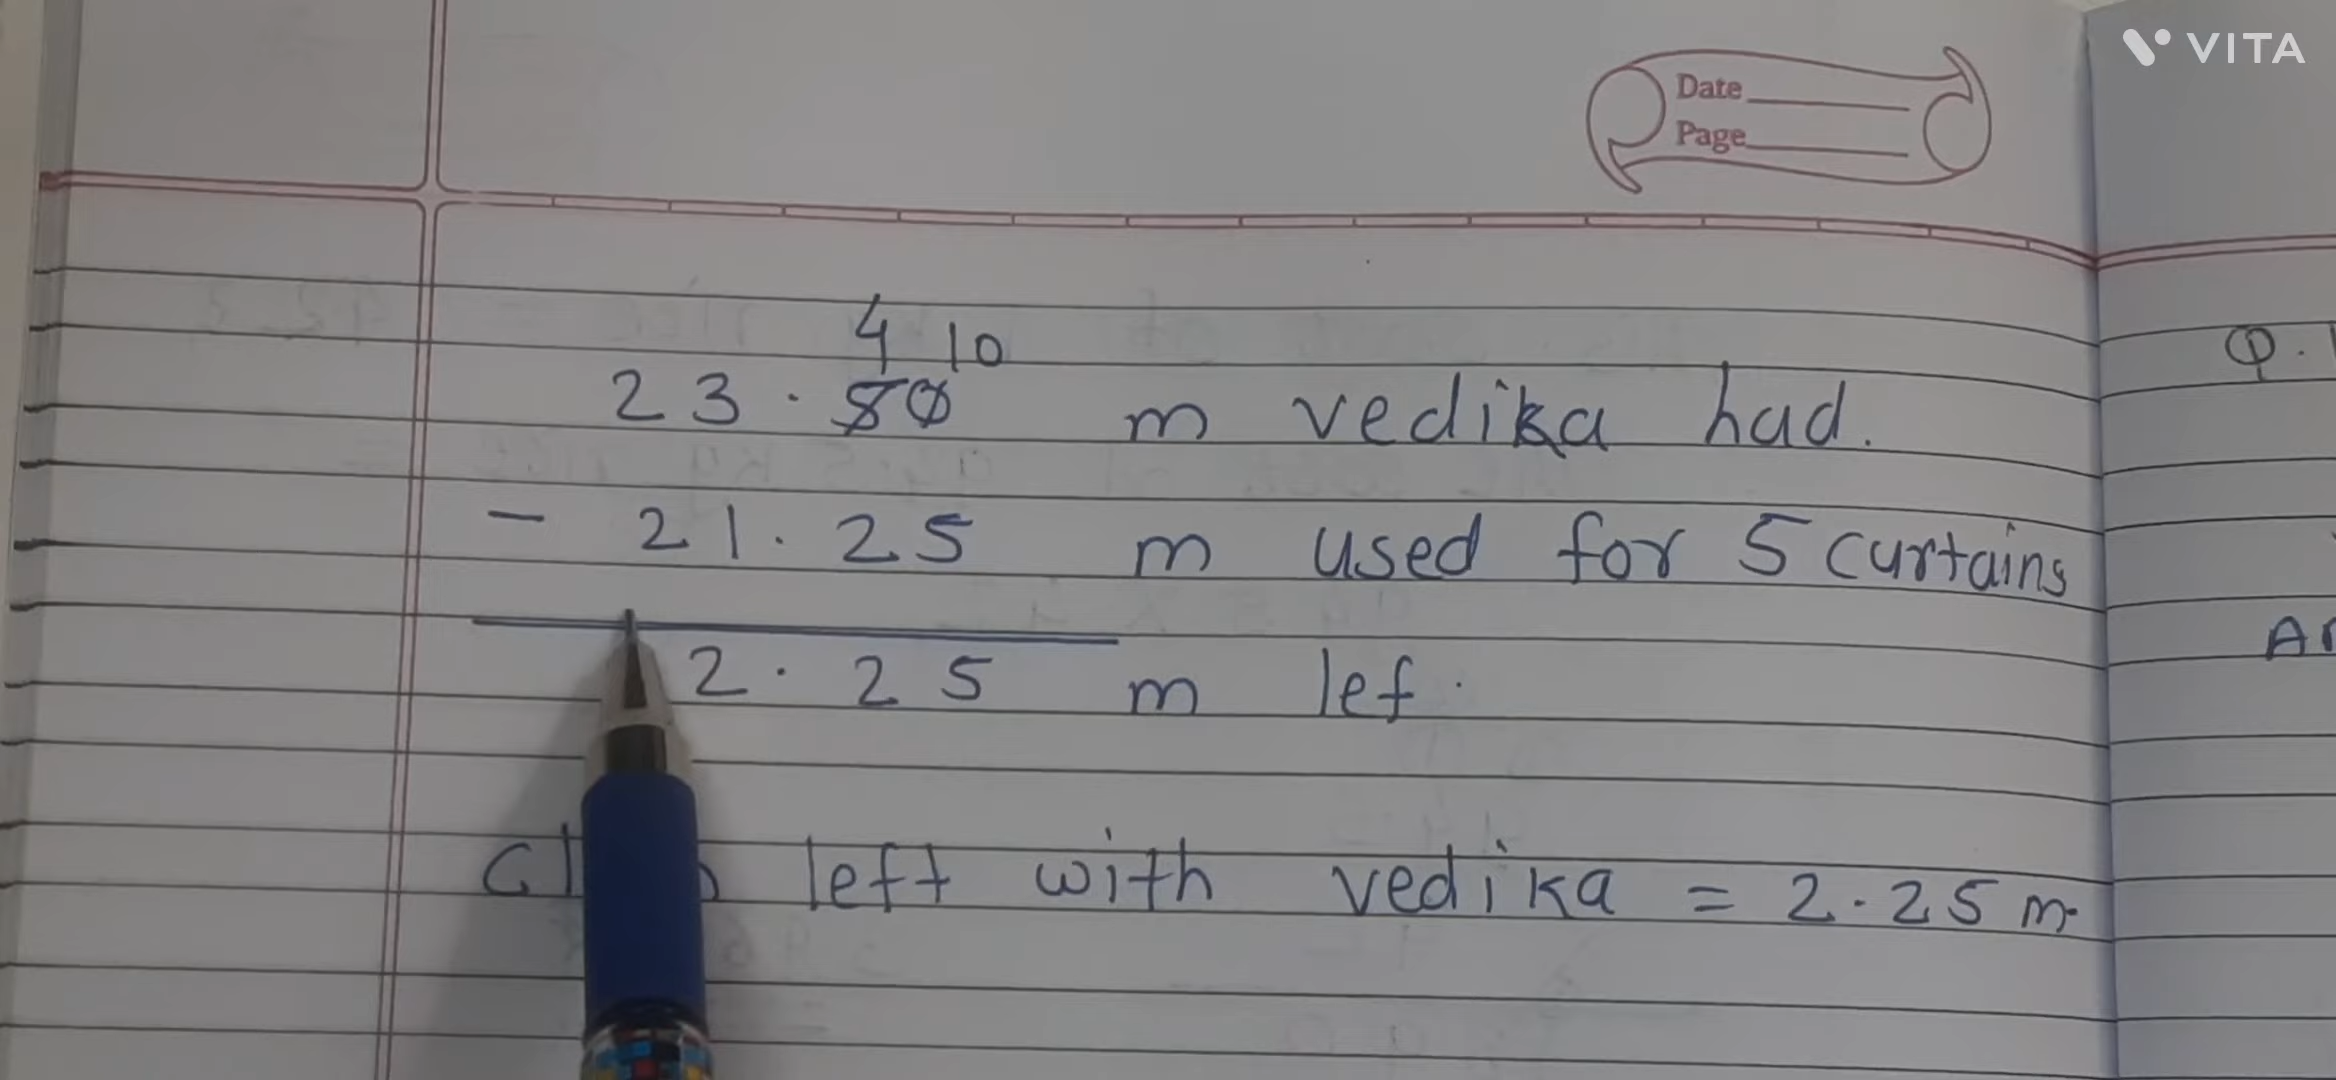 VITA
Date
Page
4 10
23.50 m vedika had.
- 21.25 m used for 5 curtains
2.25 m lef.
left with vedika = 2.25 m.
Q.